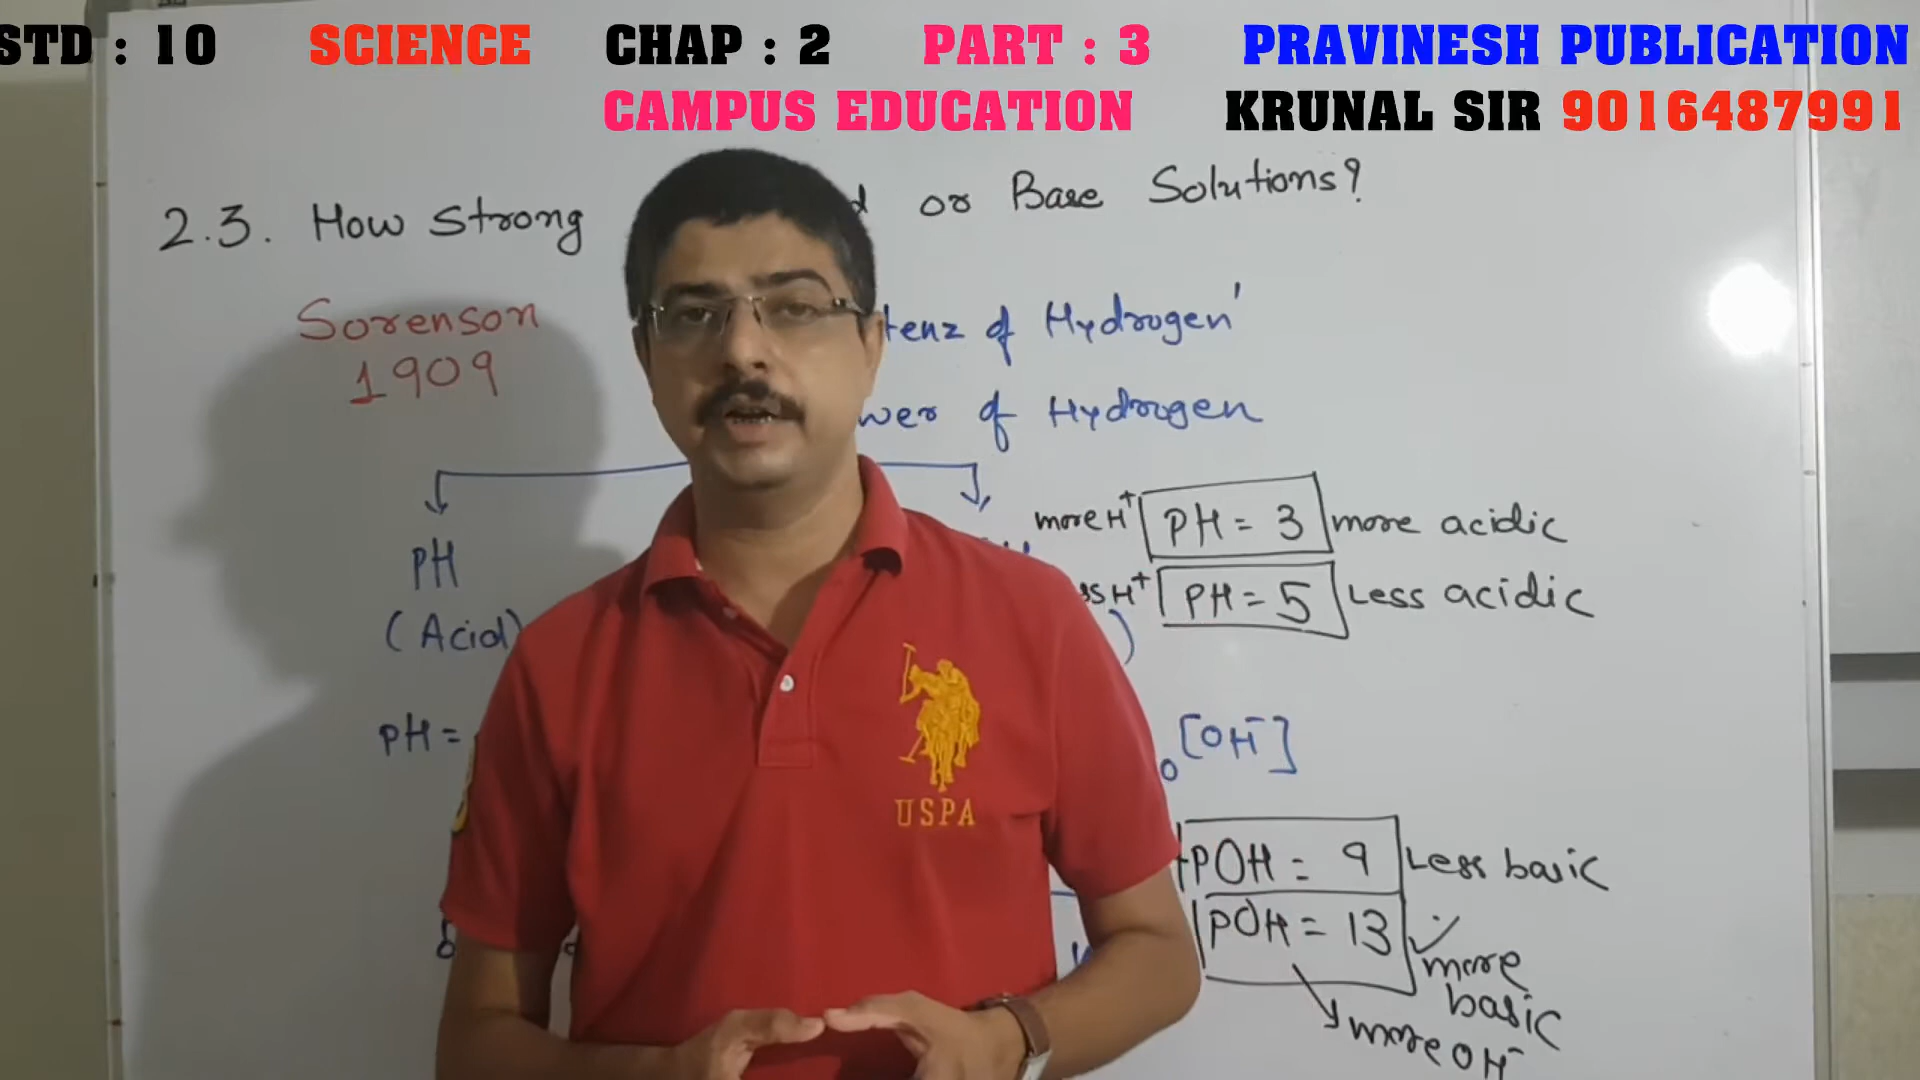 STD : 10 SCIENCE CHAP : 2 PART : 3 PRAVINESH PUBLICATION
CAMPUS EDUCATION KRUNAL SIR 9016487991
2.3. How Strong or Base Solutions?
Sorenson
1909
of Hydrogen'
of Hydrogen
more H⁺ PH = 3 more acidic
H⁺ PH = 5 Less acidic
PH
(Acid)
PH =
[OH⁻]
POH = 9 Less basic
POH = 13 more basic
more OH⁻
USPA